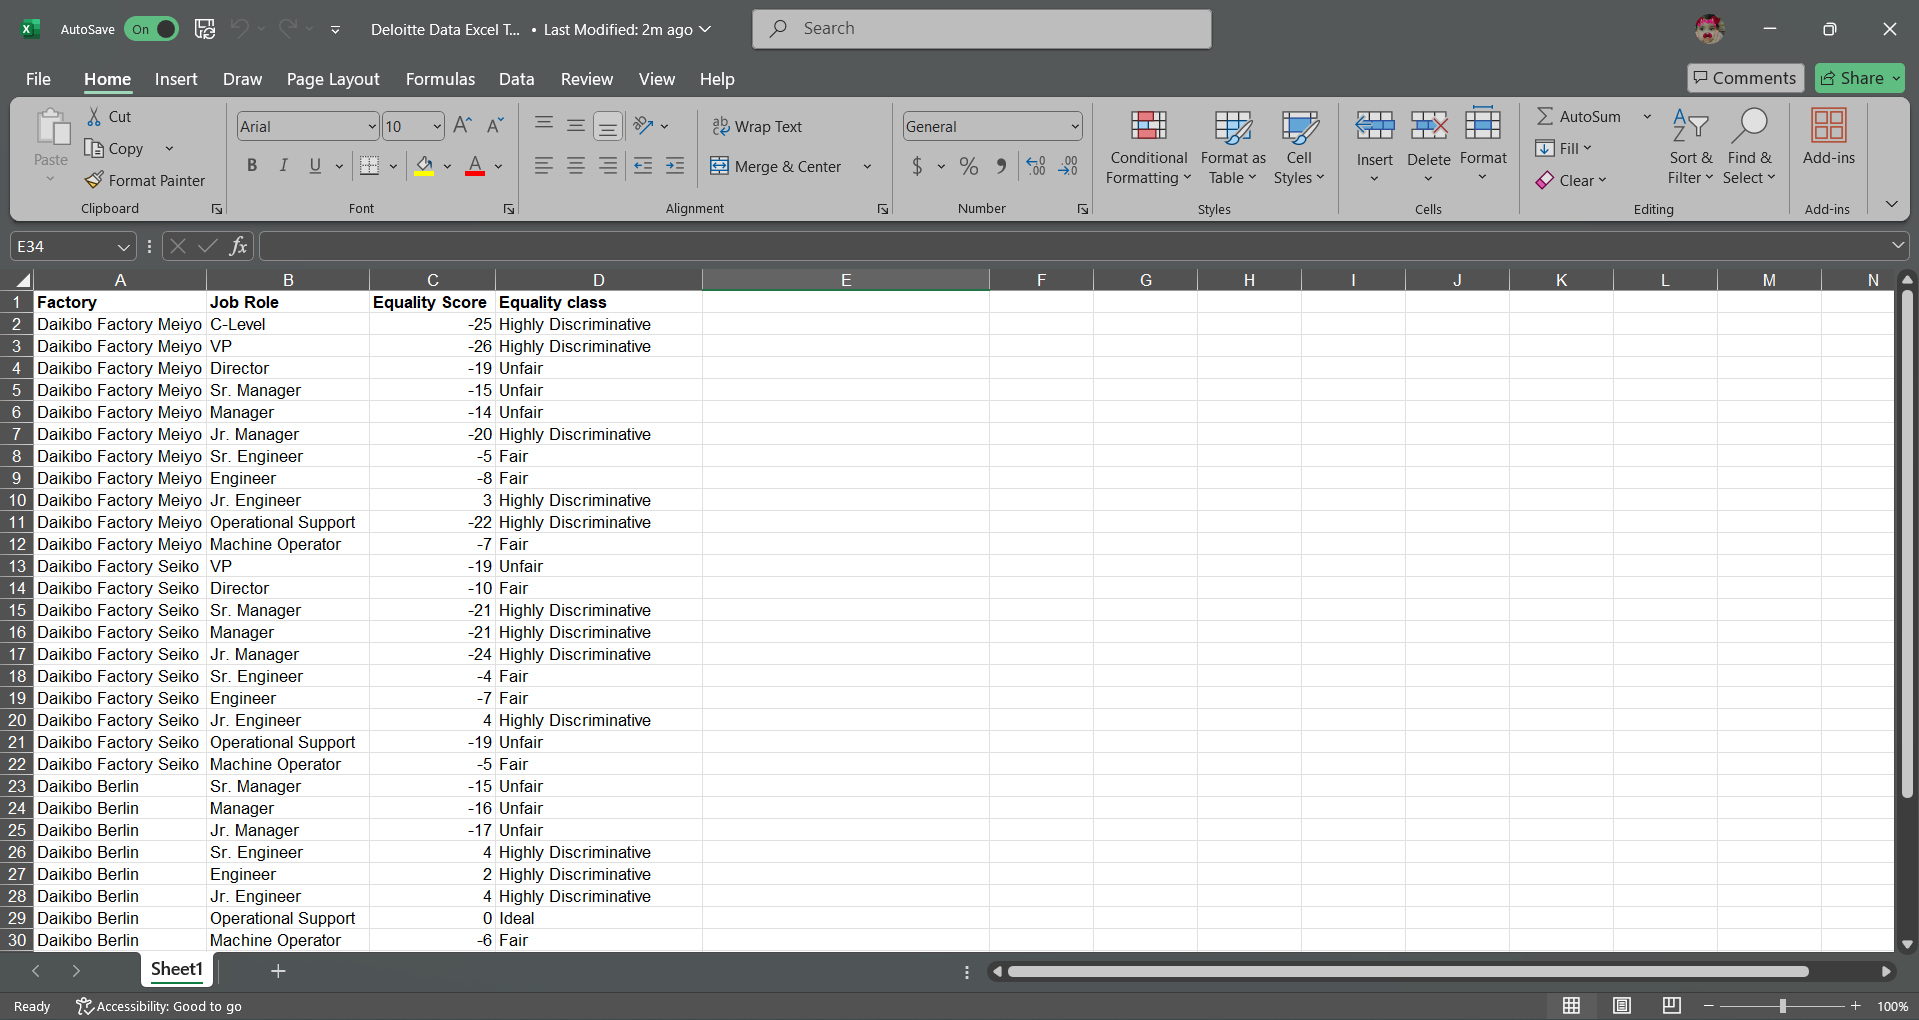 AutoSave On Deloitte Data Excel T... • Last Modified: 2m ago Search
File Home Insert Draw Page Layout Formulas Data Review View Help Comments Share
Paste Cut Copy Format Painter Clipboard
Arial 10 B I U A Font
Wrap Text Merge & Center Alignment
General $ % Number
Conditional Formatting Format as Table Cell Styles Styles
Insert Delete Format Cells
AutoSum Fill Clear Sort & Filter Find & Select Editing
Add-ins Add-ins
E34 fx
A B C D E F G H I J K L M N
1 Factory Job Role Equality Score Equality class
2 Daikibo Factory Meiyo C-Level -25 Highly Discriminative
3 Daikibo Factory Meiyo VP -26 Highly Discriminative
4 Daikibo Factory Meiyo Director -19 Unfair
5 Daikibo Factory Meiyo Sr. Manager -15 Unfair
6 Daikibo Factory Meiyo Manager -14 Unfair
7 Daikibo Factory Meiyo Jr. Manager -20 Highly Discriminative
8 Daikibo Factory Meiyo Sr. Engineer -5 Fair
9 Daikibo Factory Meiyo Engineer -8 Fair
10 Daikibo Factory Meiyo Jr. Engineer 3 Highly Discriminative
11 Daikibo Factory Meiyo Operational Support -22 Highly Discriminative
12 Daikibo Factory Meiyo Machine Operator -7 Fair
13 Daikibo Factory Seiko VP -19 Unfair
14 Daikibo Factory Seiko Director -10 Fair
15 Daikibo Factory Seiko Sr. Manager -21 Highly Discriminative
16 Daikibo Factory Seiko Manager -21 Highly Discriminative
17 Daikibo Factory Seiko Jr. Manager -24 Highly Discriminative
18 Daikibo Factory Seiko Sr. Engineer -4 Fair
19 Daikibo Factory Seiko Engineer -7 Fair
20 Daikibo Factory Seiko Jr. Engineer 4 Highly Discriminative
21 Daikibo Factory Seiko Operational Support -19 Unfair
22 Daikibo Factory Seiko Machine Operator -5 Fair
23 Daikibo Berlin Sr. Manager -15 Unfair
24 Daikibo Berlin Manager -16 Unfair
25 Daikibo Berlin Jr. Manager -17 Unfair
26 Daikibo Berlin Sr. Engineer 4 Highly Discriminative
27 Daikibo Berlin Engineer 2 Highly Discriminative
28 Daikibo Berlin Jr. Engineer 4 Highly Discriminative
29 Daikibo Berlin Operational Support 0 Ideal
30 Daikibo Berlin Machine Operator -6 Fair
Sheet1
Ready Accessibility: Good to go 100%